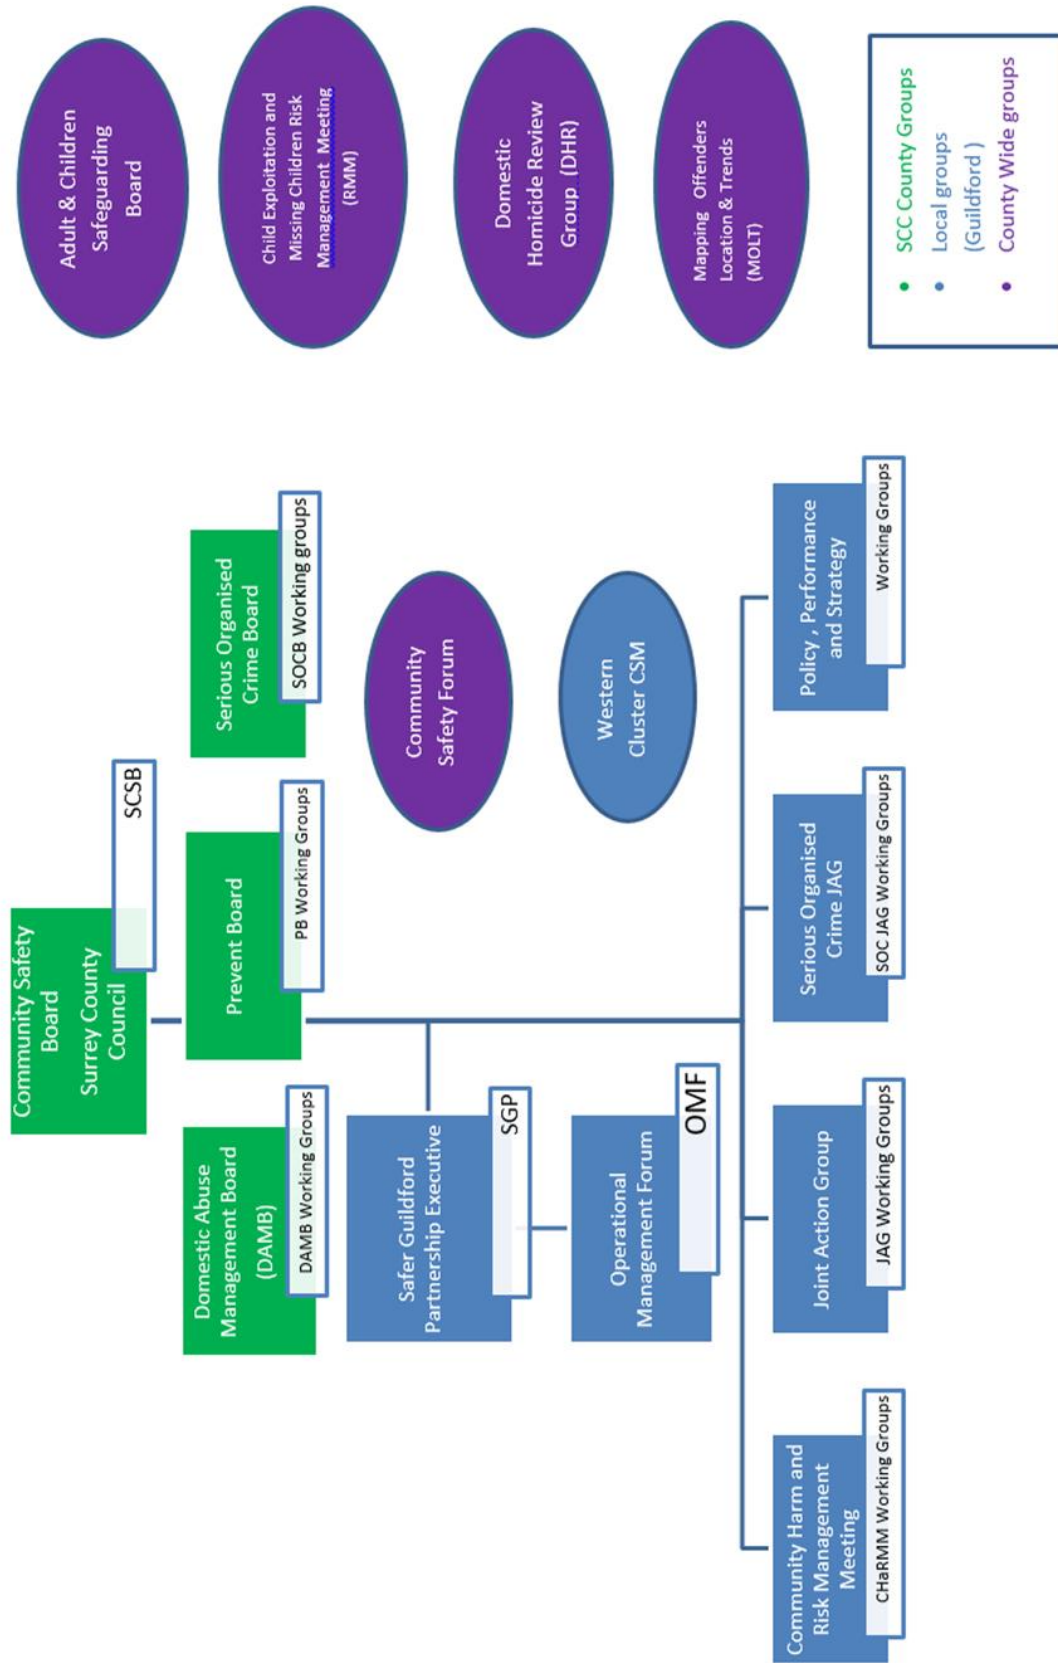 Community Safety
Board
Surrey County
Council
SCSB
Domestic Abuse
Management Board
(DAMB)
DAMB Working Groups
Prevent Board
PB Working Groups
Serious Organised
Crime Board
SOCB Working groups
Safer Guildford
Partnership Executive
SGP
Community
Safety Forum
Operational
Management Forum
OMF
Western
Cluster CSM
Community Harm and
Risk Management
Meeting
CHaRMM Working Groups
Joint Action Group
JAG Working Groups
Serious Organised
Crime JAG
SOC JAG Working Groups
Policy , Performance
and Strategy
Working Groups
Adult & Children
Safeguarding
Board
Child Exploitation and
Missing Children Risk
Management Meeting
(RMM)
Domestic
Homicide Review
Group (DHR)
Mapping Offenders
Location & Trends
(MOLT)
• SCC County Groups
• Local groups
(Guildford )
• County Wide groups